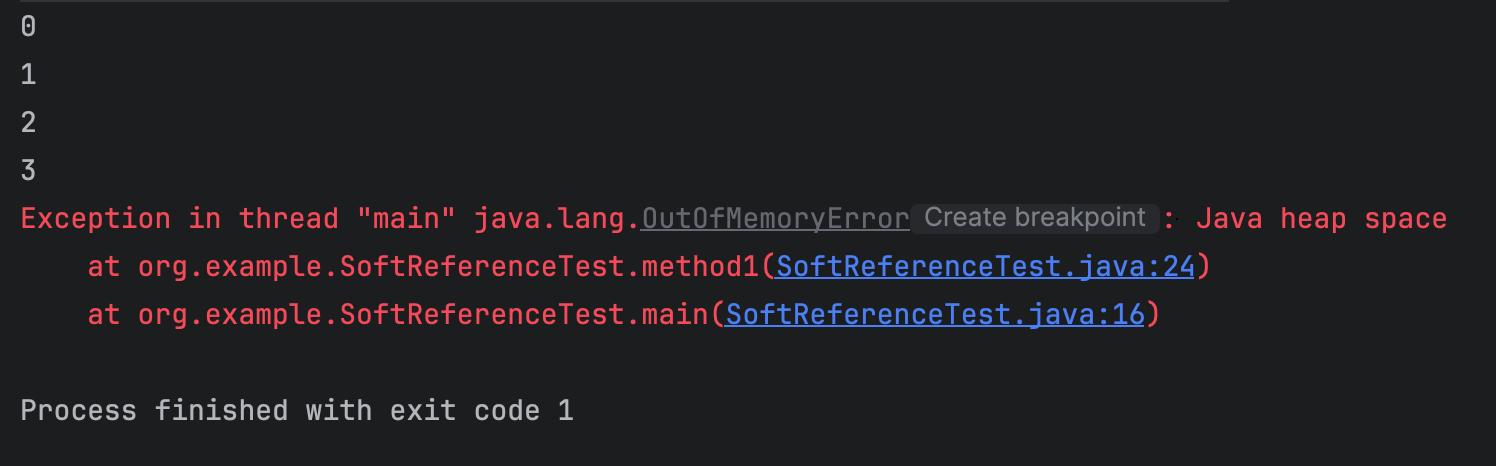 0
1
2
3
Exception in thread "main" java.lang.OutOfMemoryError Create breakpoint : Java heap space
    at org.example.SoftReferenceTest.method1(SoftReferenceTest.java:24)
    at org.example.SoftReferenceTest.main(SoftReferenceTest.java:16)
Process finished with exit code 1